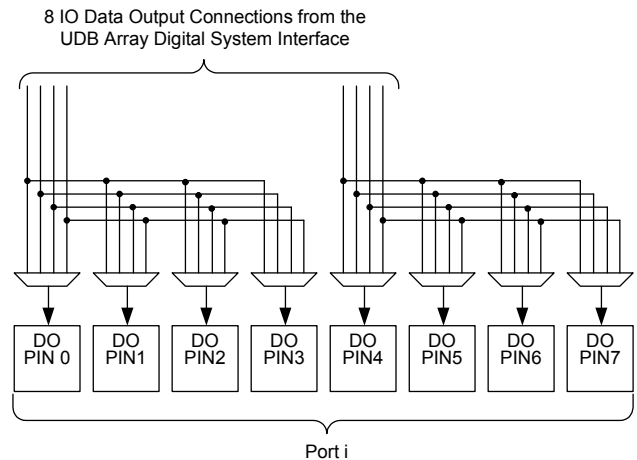 8 IO Data Output Connections from the
UDB Array Digital System Interface
DO
PIN 0
DO
PIN1
DO
PIN2
DO
PIN3
DO
PIN4
DO
PIN5
DO
PIN6
DO
PIN7
Port i